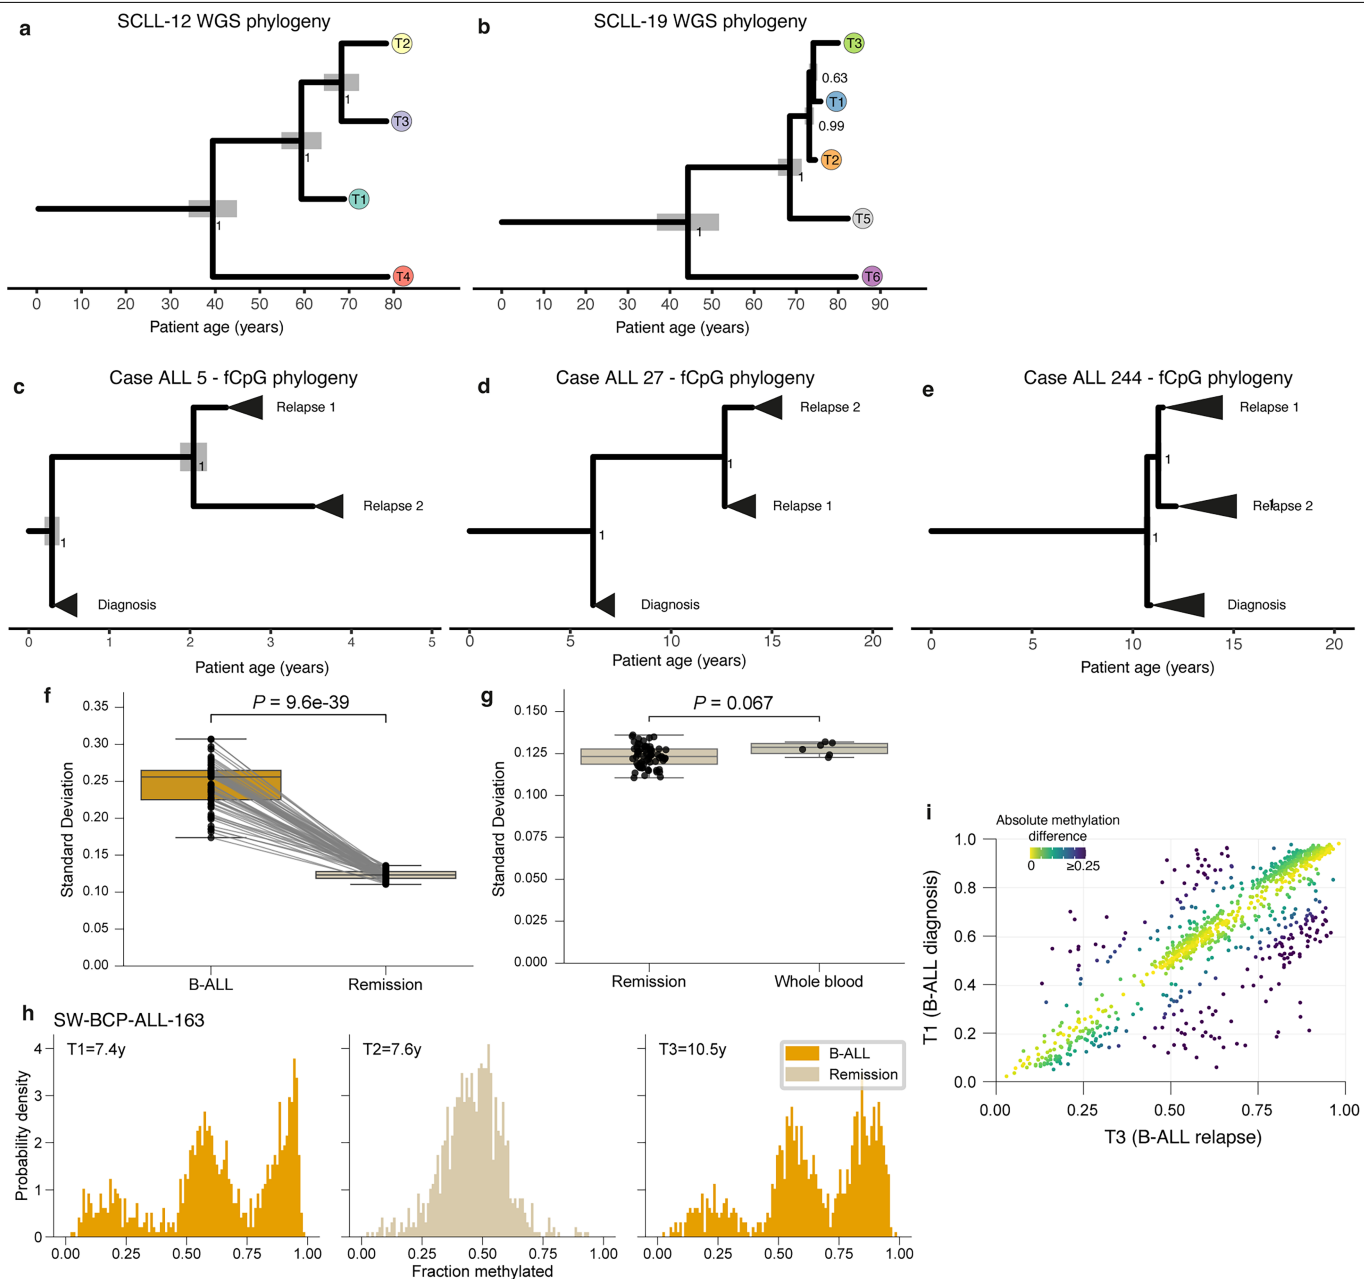 a
SCLL-12 WGS phylogeny
T2
1
T3
1
T1
1
T4
0 10 20 30 40 50 60 70 80
Patient age (years)
b
SCLL-19 WGS phylogeny
T3
0.63
T1
0.99
T2
1
T5
1
T6
0 10 20 30 40 50 60 70 80 90
Patient age (years)
c
Case ALL 5 - fCpG phylogeny
Relapse 1
1
Relapse 2
1
Diagnosis
0 1 2 3 4 5
Patient age (years)
d
Case ALL 27 - fCpG phylogeny
Relapse 2
1
Relapse 1
1
Diagnosis
0 5 10 15 20
Patient age (years)
e
Case ALL 244 - fCpG phylogeny
Relapse 1
1
Relapse 2
1
1
Diagnosis
0 5 10 15 20
Patient age (years)
f
P = 9.6e-39
Standard Deviation
0.35
0.30
0.25
0.20
0.15
0.10
0.05
0.00
B-ALL Remission
g
P = 0.067
Standard Deviation
0.150
0.125
0.100
0.075
0.050
0.025
0.000
Remission Whole blood
h
SW-BCP-ALL-163
Probability density
4
3
2
1
0
T1=7.4y
T2=7.6y
T3=10.5y
B-ALL
Remission
0.00 0.25 0.50 0.75 1.00
0.00 0.25 0.50 0.75 1.00
0.00 0.25 0.50 0.75 1.00
Fraction methylated
i
Absolute methylation
difference
0 ≥0.25
T1 (B-ALL diagnosis)
1.0
0.8
0.6
0.4
0.2
0.0
0.00 0.25 0.50 0.75 1.00
T3 (B-ALL relapse)